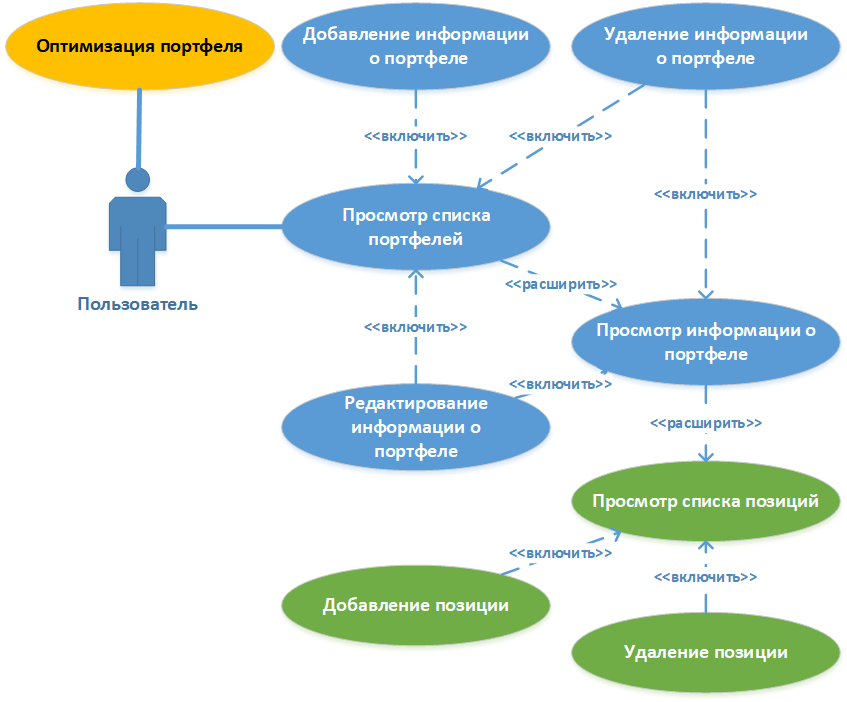 Оптимизация портфеля
Добавление информации
о портфеле
Удаление информации
о портфеле
<<включить>>
<<включить>>
<<включить>>
Просмотр списка
портфелей
Пользователь
<<расширить>>
<<включить>>
Просмотр информации о
портфеле
<<включить>>
Редактирование
информации о
портфеле
<<расширить>>
Просмотр списка позиций
<<включить>>
<<включить>>
Добавление позиции
Удаление позиции